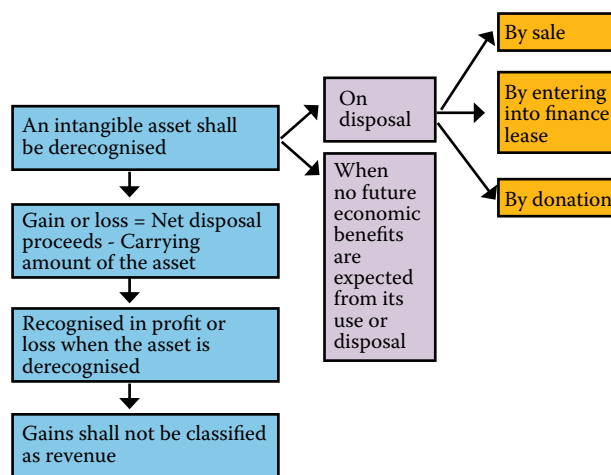 An intangible asset shall
be derecognised
Gain or loss = Net disposal
proceeds - Carrying
amount of the asset
Recognised in profit or
loss when the asset is
derecognised
Gains shall not be classified
as revenue
On
disposal
When
no future
economic
benefits
are
expected
from its
use or
disposal
By sale
By entering
into finance
lease
By donation